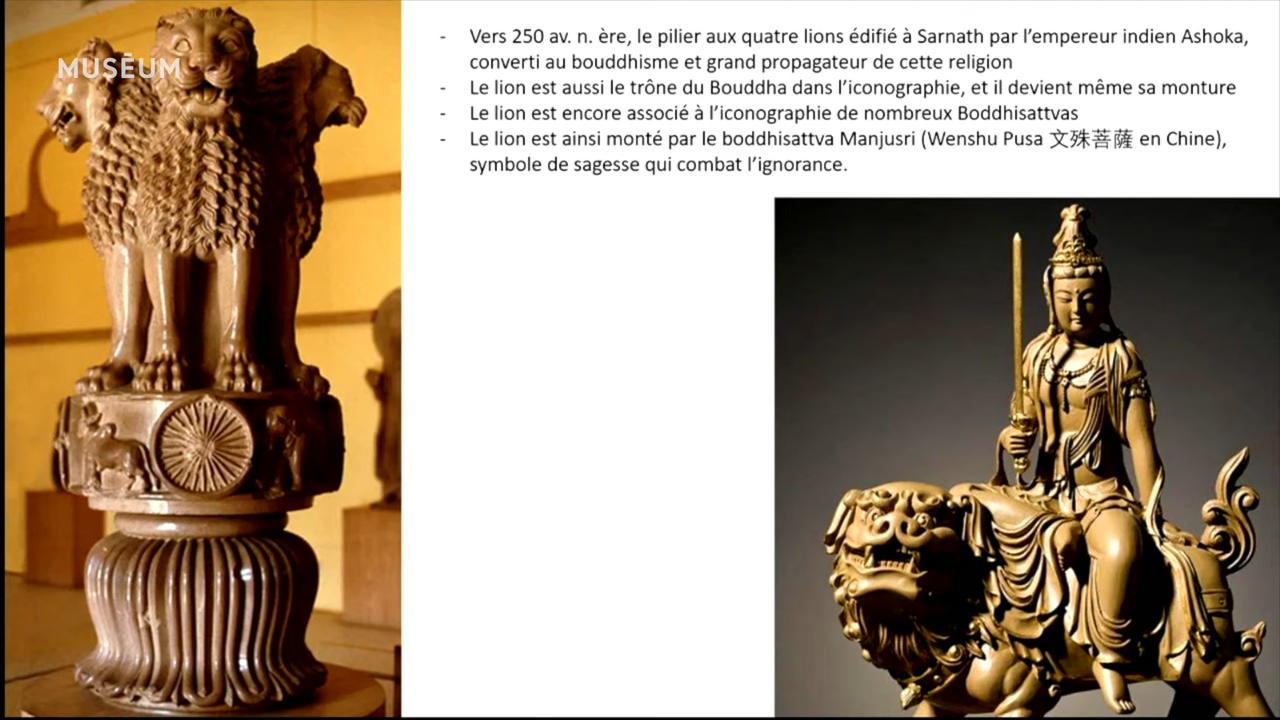 MUSĒUM
- Vers 250 av. n. ère, le pilier aux quatre lions édifié à Sarnath par l’empereur indien Ashoka,
converti au bouddhisme et grand propagateur de cette religion
- Le lion est aussi le trône du Bouddha dans l’iconographie, et il devient même sa monture
- Le lion est encore associé à l’iconographie de nombreux Boddhisattvas
- Le lion est ainsi monté par le boddhisattva Manjusri (Wenshu Pusa 文殊菩薩 en Chine),
symbole de sagesse qui combat l’ignorance.